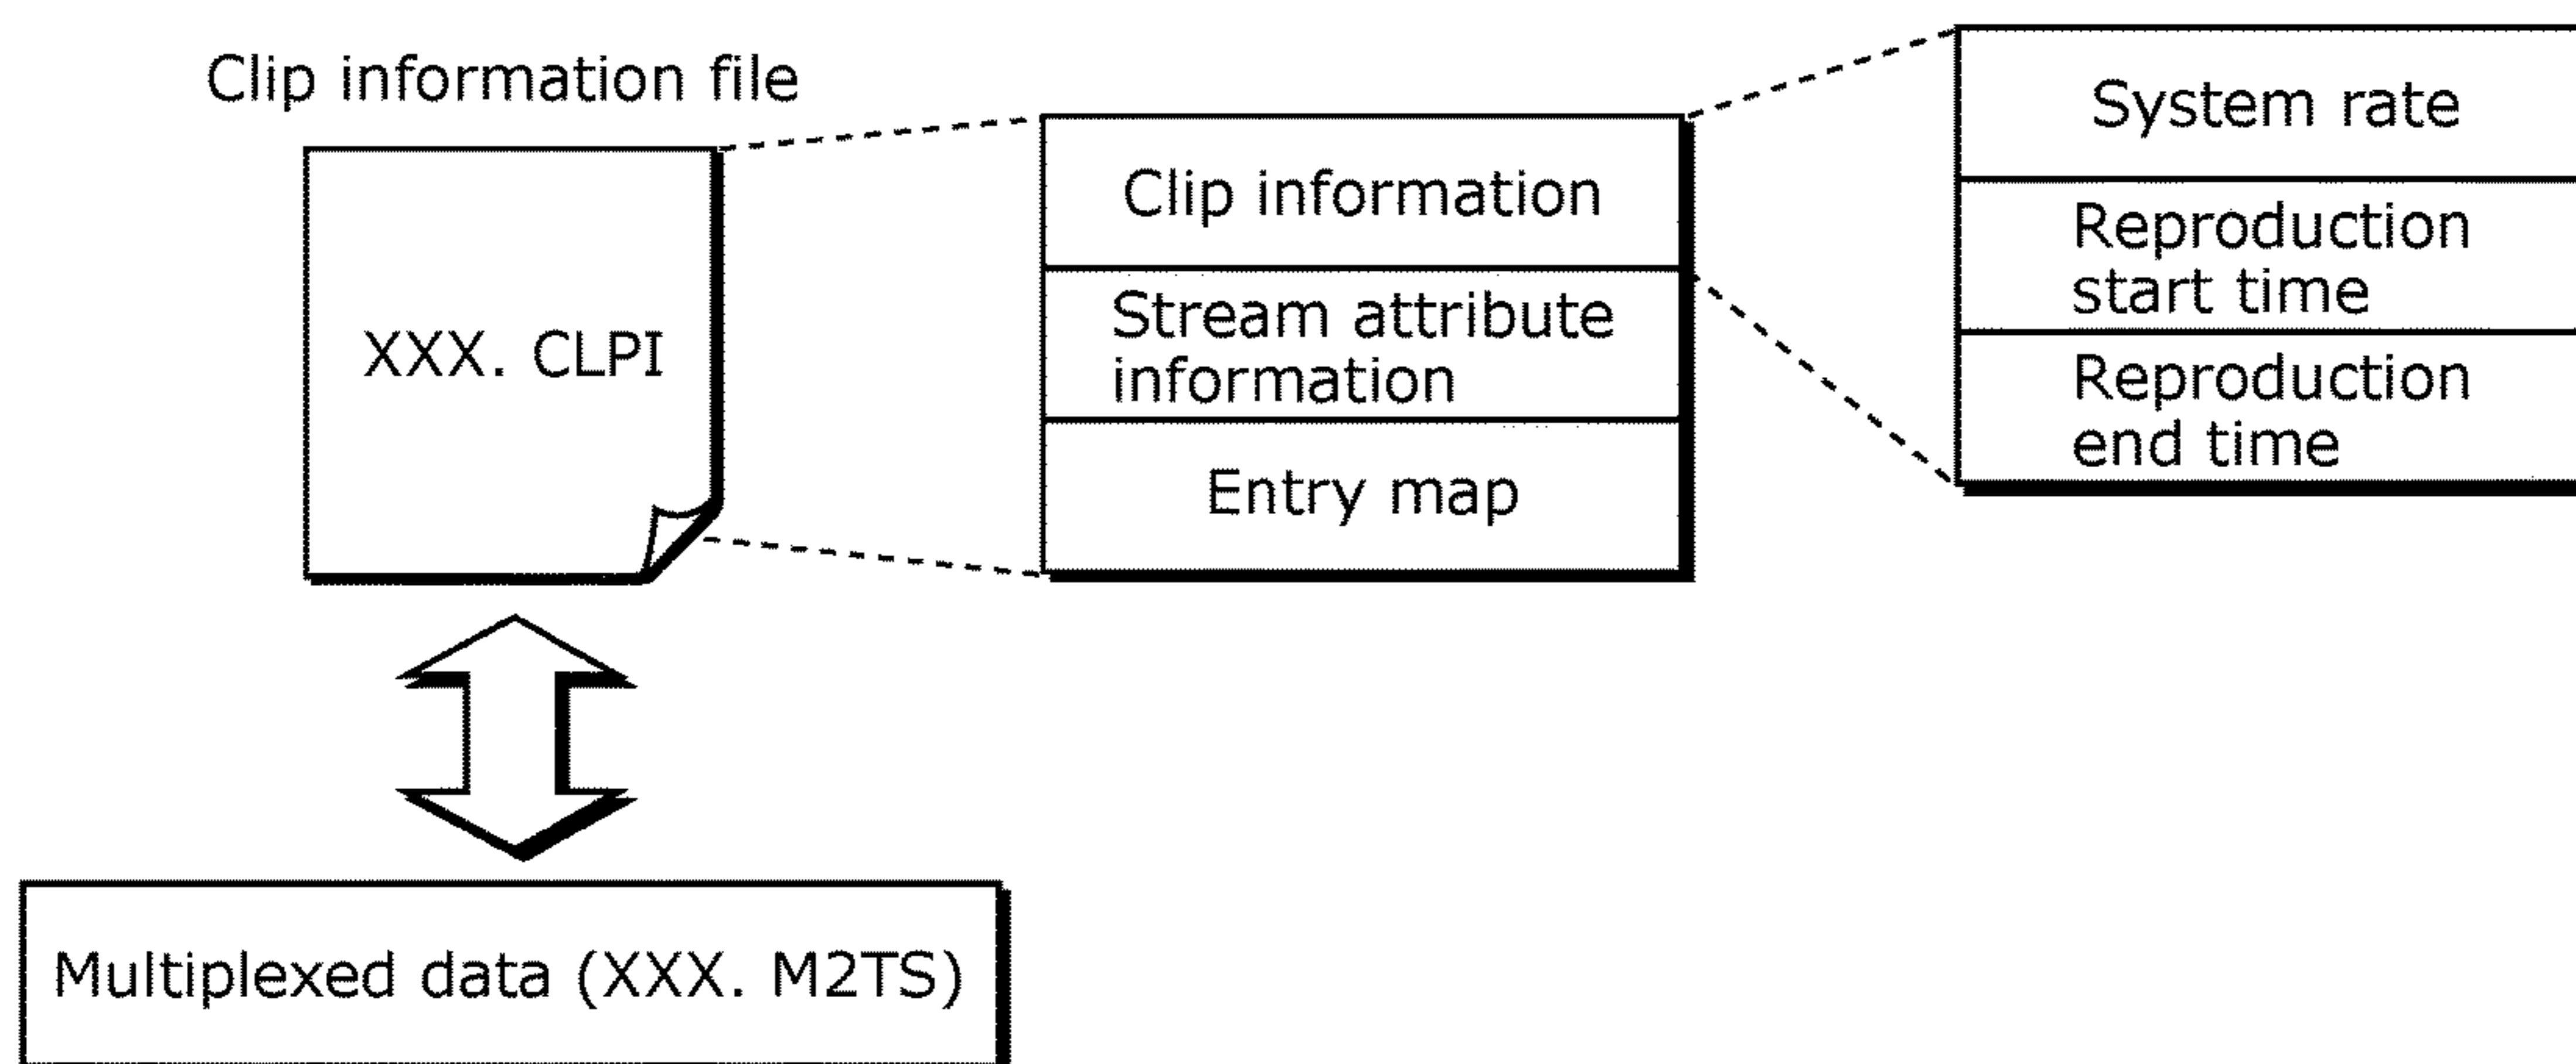 Clip information file
XXX. CLPI
Clip information
Stream attribute
information
Entry map
System rate
Reproduction
start time
Reproduction
end time
Multiplexed data (XXX. M2TS)